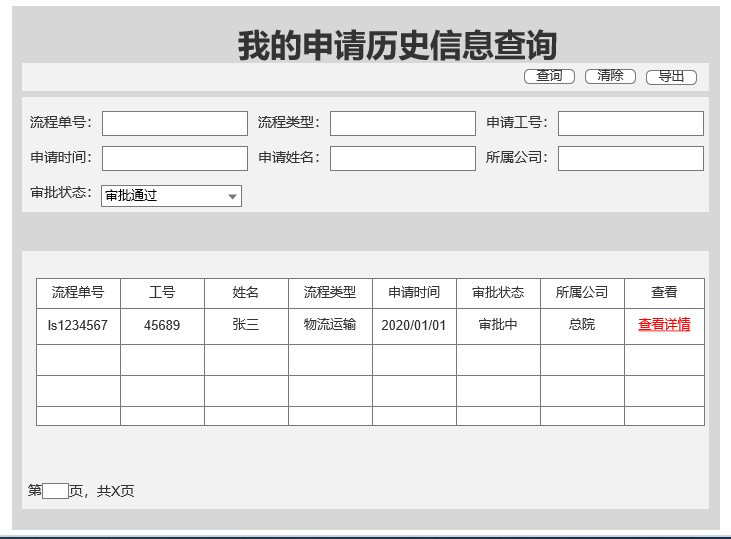 我的申请历史信息查询
查询 清除 导出
流程单号： 流程类型： 申请工号：
申请时间： 申请姓名： 所属公司：
审批状态： 审批通过
流程单号 工号 姓名 流程类型 申请时间 审批状态 所属公司 查看
ls1234567 45689 张三 物流运输 2020/01/01 审批中 总院 查看详情
第 页，共X页